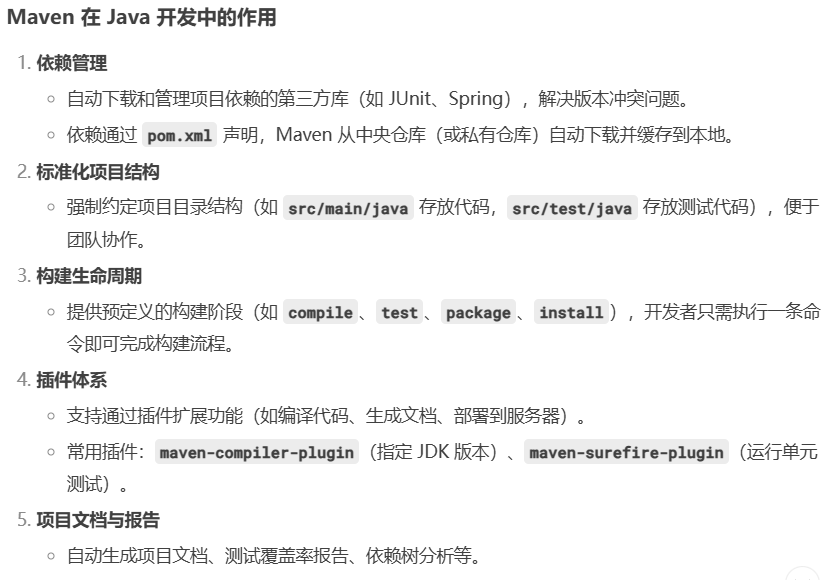 Maven 在 Java 开发中的作用
1. 依赖管理
◦ 自动下载和管理项目依赖的第三方库（如 JUnit、Spring），解决版本冲突问题。
◦ 依赖通过 pom.xml 声明，Maven 从中央仓库（或私有仓库）自动下载并缓存到本地。
2. 标准化项目结构
◦ 强制约定项目目录结构（如 src/main/java 存放代码，src/test/java 存放测试代码），便于
团队协作。
3. 构建生命周期
◦ 提供预定义的构建阶段（如 compile、test、package、install），开发者只需执行一条命
令即可完成构建流程。
4. 插件体系
◦ 支持通过插件扩展功能（如编译代码、生成文档、部署到服务器）。
◦ 常用插件：maven-compiler-plugin（指定 JDK 版本）、maven-surefire-plugin（运行单元
测试）。
5. 项目文档与报告
◦ 自动生成项目文档、测试覆盖率报告、依赖树分析等。